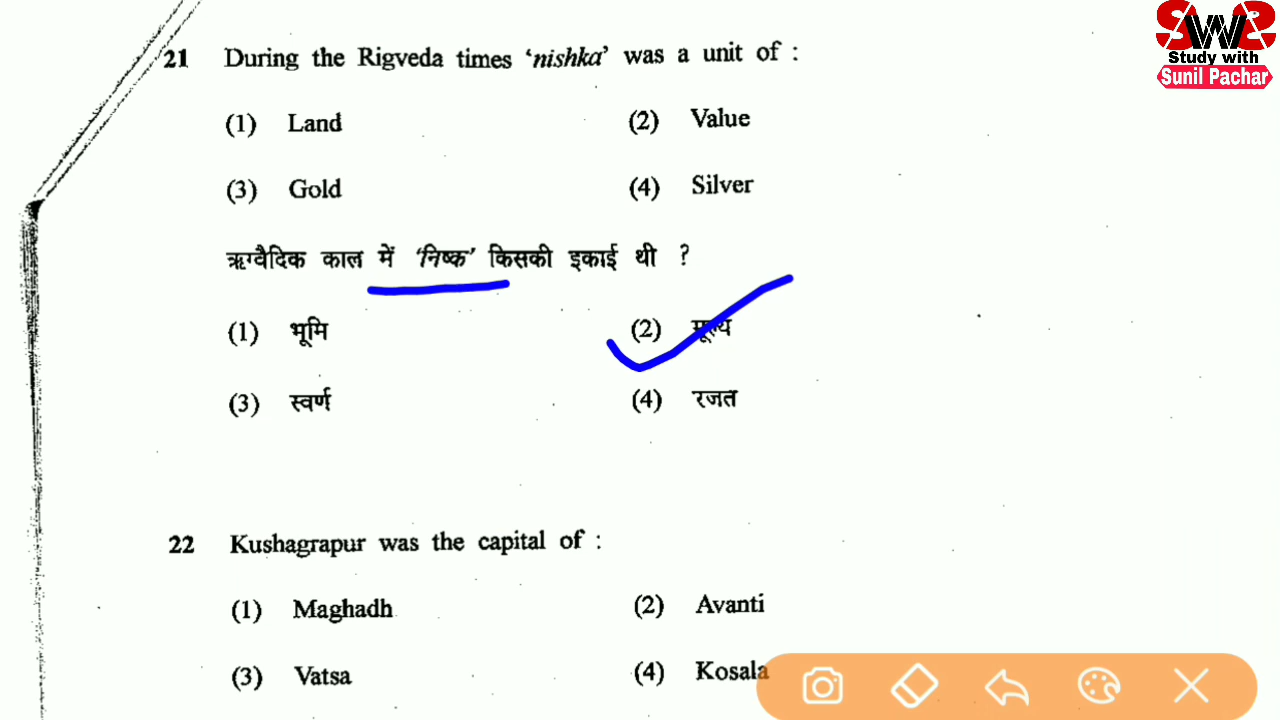 SWS
Study with
Sunil Pachar
21 During the Rigveda times ‘nishka’ was a unit of :
(1) Land (2) Value
(3) Gold (4) Silver
ऋग्वैदिक काल में ‘निष्क’ किसकी इकाई थी ?
(1) भूमि (2) मूल्य
(3) स्वर्ण (4) रजत
22 Kushagrapur was the capital of :
(1) Maghadh (2) Avanti
(3) Vatsa (4) Kosala